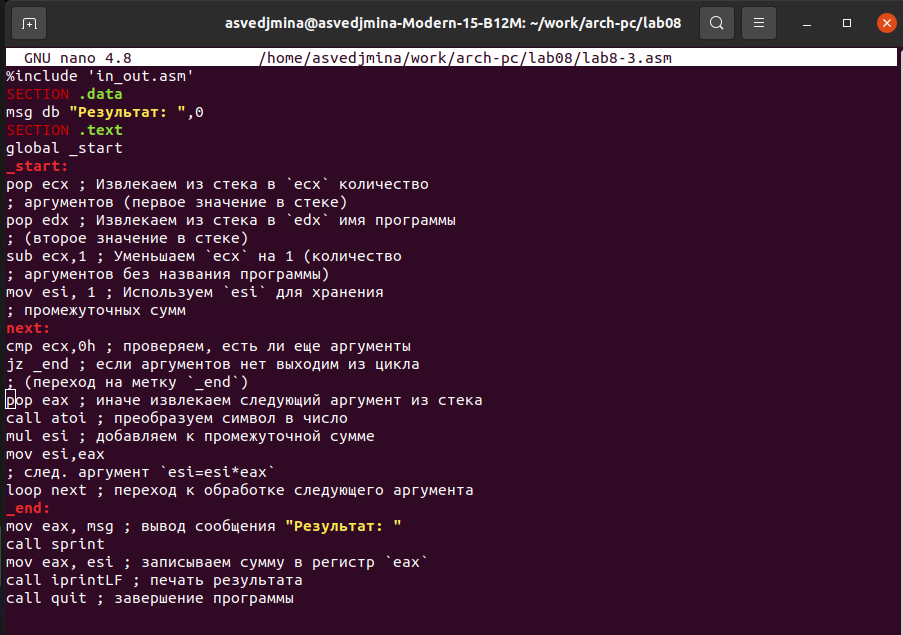 asvedjmina@asvedjmina-Modern-15-B12M: ~/work/arch-pc/lab08
GNU nano 4.8 /home/asvedjmina/work/arch-pc/lab08/lab8-3.asm
%include 'in_out.asm'
SECTION .data
msg db "Результат: ",0
SECTION .text
global _start
_start:
pop ecx ; Извлекаем из стека в `ecx` количество
; аргументов (первое значение в стеке)
pop edx ; Извлекаем из стека в `edx` имя программы
; (второе значение в стеке)
sub ecx,1 ; Уменьшаем `ecx` на 1 (количество
; аргументов без названия программы)
mov esi, 1 ; Используем `esi` для хранения
; промежуточных сумм
next:
cmp ecx,0h ; проверяем, есть ли еще аргументы
jz _end ; если аргументов нет выходим из цикла
; (переход на метку `_end`)
pop eax ; иначе извлекаем следующий аргумент из стека
call atoi ; преобразуем символ в число
mul esi ; добавляем к промежуточной сумме
mov esi,eax
; след. аргумент `esi=esi*eax`
loop next ; переход к обработке следующего аргумента
_end:
mov eax, msg ; вывод сообщения "Результат: "
call sprint
mov eax, esi ; записываем сумму в регистр `eax`
call iprintLF ; печать результата
call quit ; завершение программы